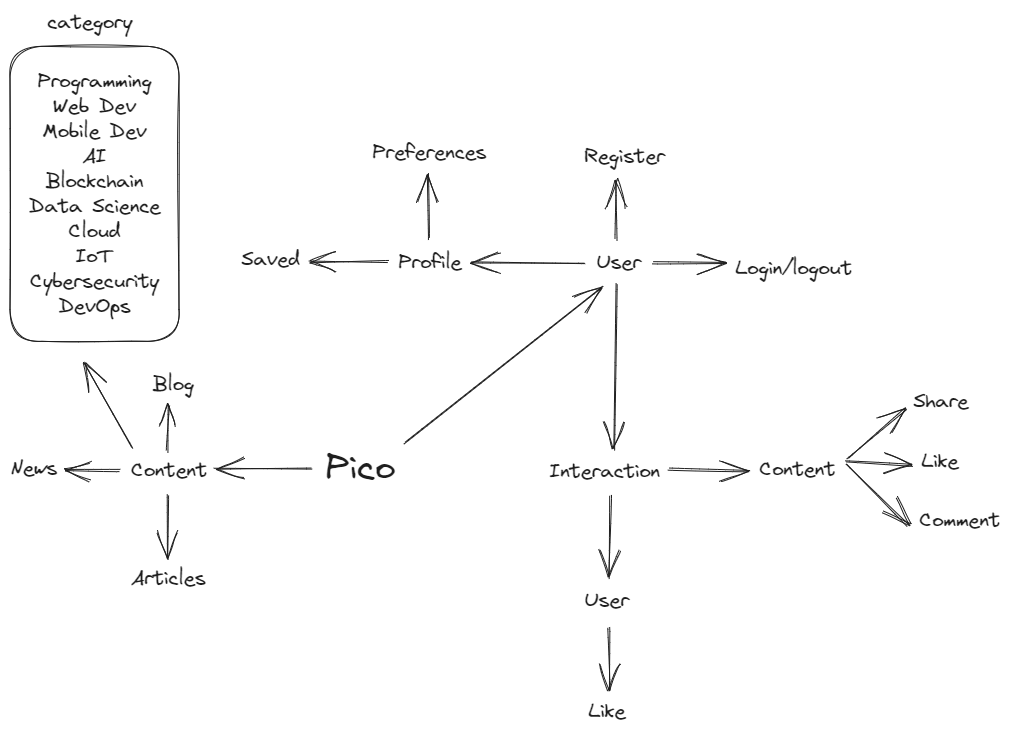 category
Programming
Web Dev
Mobile Dev
AI
Blockchain
Data Science
Cloud
IoT
Cybersecurity
DevOps
Preferences
Register
Saved
Profile
User
Login/logout
Blog
News
Content
Pico
Interaction
Content
Share
Like
Comment
Articles
User
Like